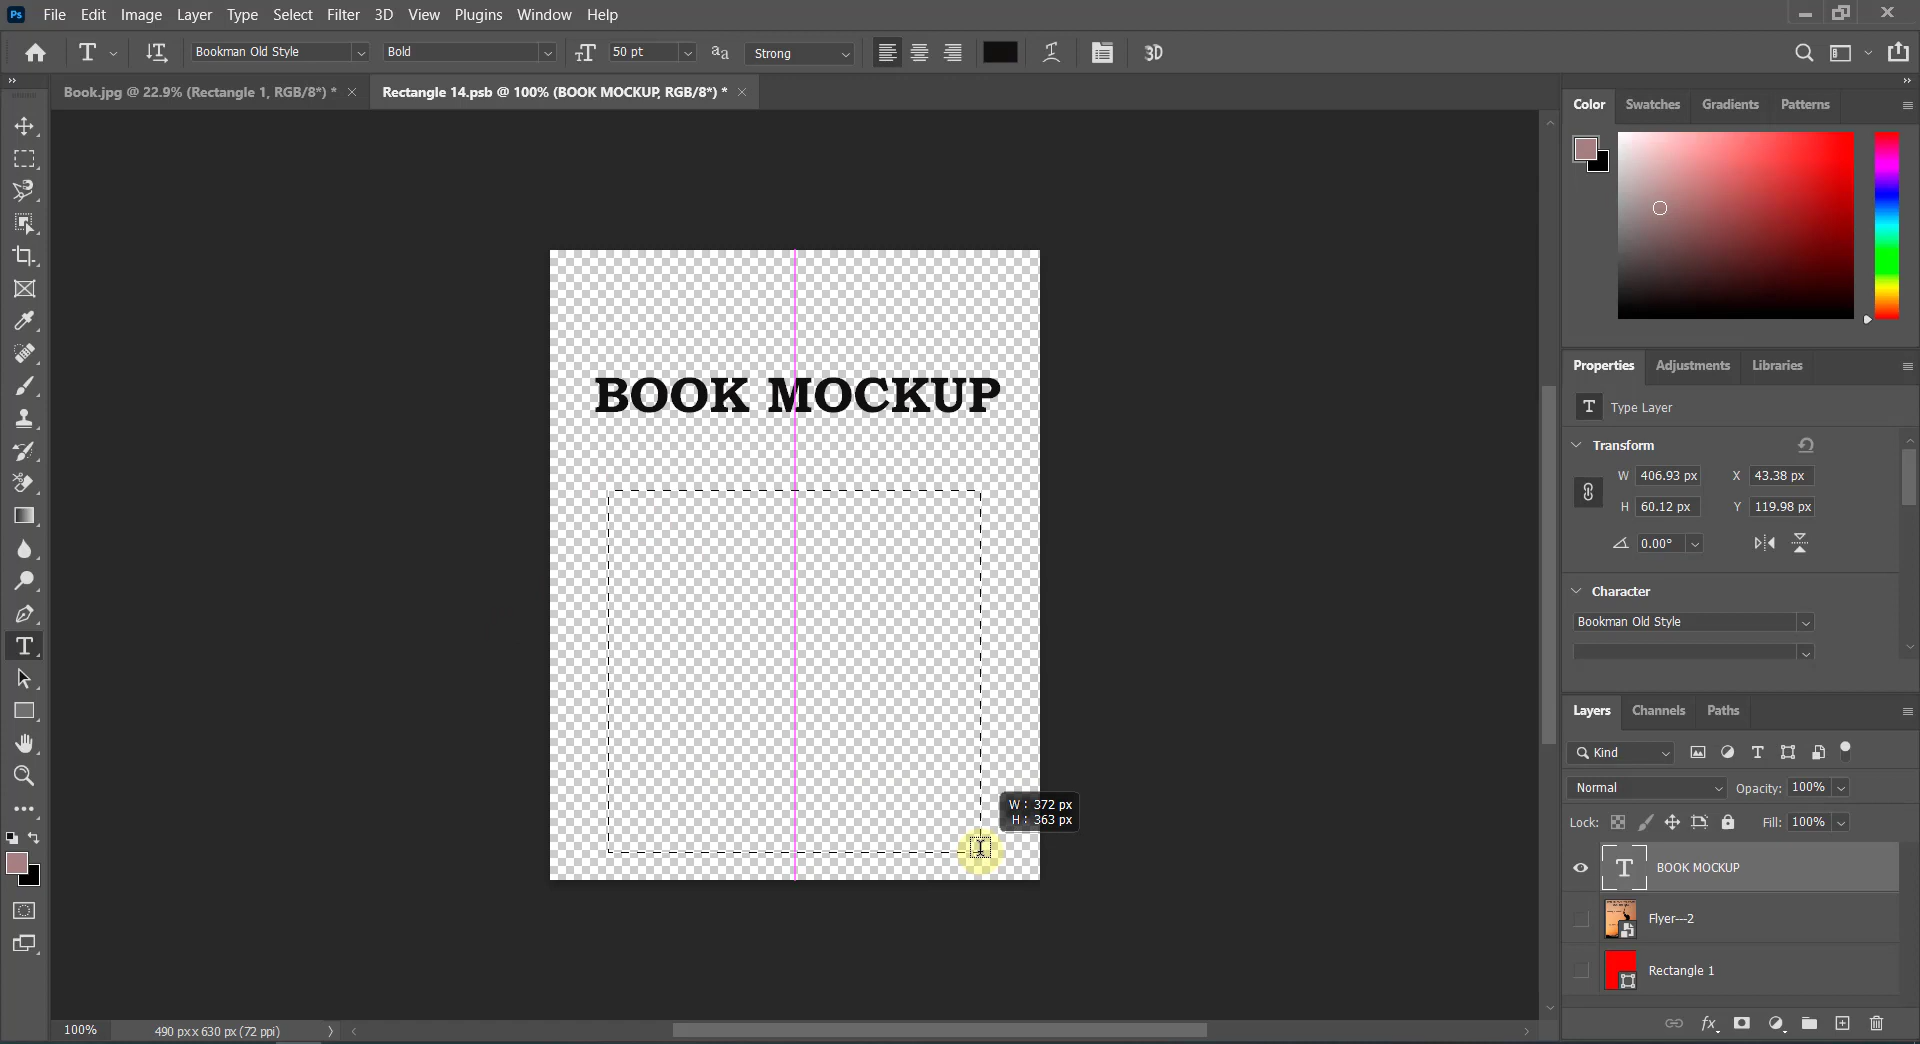 Ps File Edit Image Layer Type Select Filter 3D View Plugins Window Help
T Bookman Old Style Bold 50 pt aa Strong 3D
Book.jpg @ 22.9% (Rectangle 1, RGB/8*) * Rectangle 14.psb @ 100% (BOOK MOCKUP, RGB/8*) *
Color Swatches Gradients Patterns
BOOK MOCKUP
W : 372 px
H : 363 px
Properties Adjustments Libraries
T Type Layer
Transform
W 406.93 px X 43.38 px
H 60.12 px Y 119.98 px
0.00°
Character
Bookman Old Style
Layers Channels Paths
Kind T
Normal Opacity: 100%
Lock: Fill: 100%
T BOOK MOCKUP
Flyer---2
Rectangle 1
fx
100% 490 px x 630 px (72 ppi)